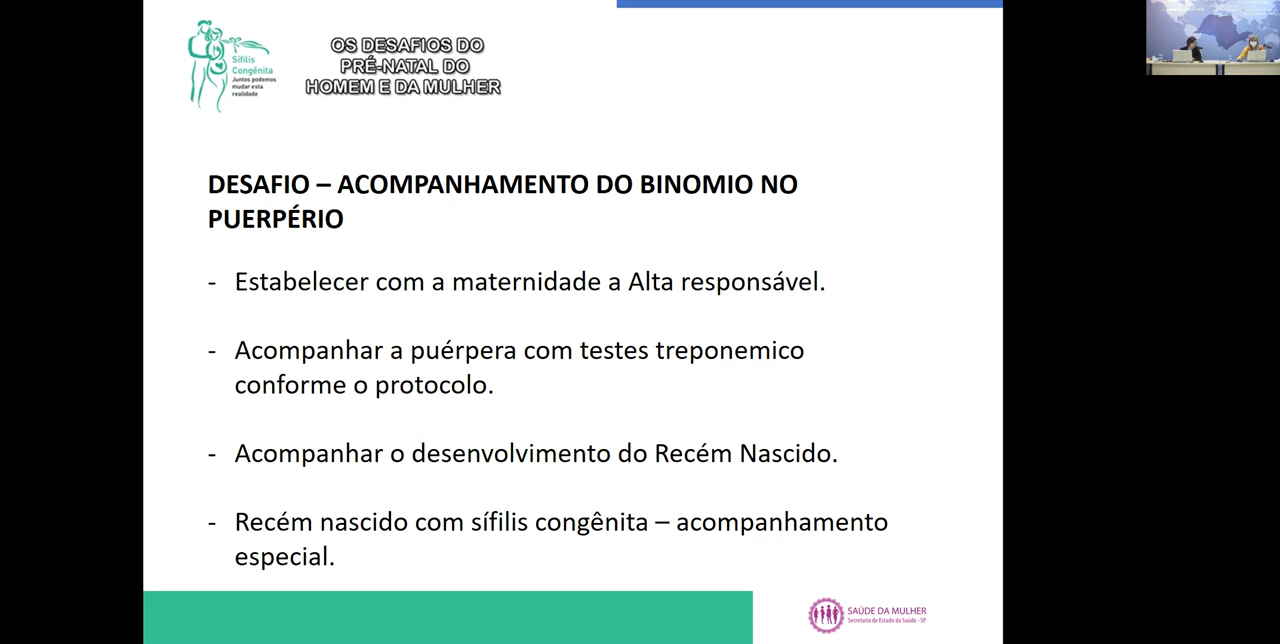 Sífilis
Congênita
Juntos podemos
mudar esta
realidade
OS DESAFIOS DO
PRÉ-NATAL DO
HOMEM E DA MULHER
DESAFIO – ACOMPANHAMENTO DO BINOMIO NO
PUERPÉRIO
- Estabelecer com a maternidade a Alta responsável.
- Acompanhar a puérpera com testes treponemico
conforme o protocolo.
- Acompanhar o desenvolvimento do Recém Nascido.
- Recém nascido com sífilis congênita – acompanhamento
especial.
SAÚDE DA MULHER
Secretaria de Estado da Saúde - SP